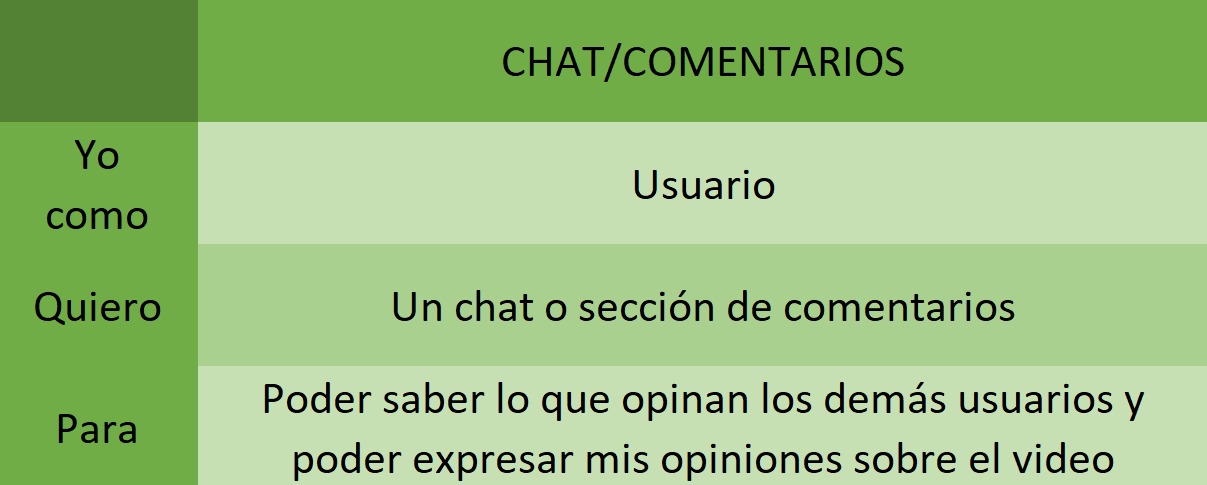 CHAT/COMENTARIOS
Yo
como
Usuario
Quiero
Un chat o sección de comentarios
Para
Poder saber lo que opinan los demás usuarios y
poder expresar mis opiniones sobre el video